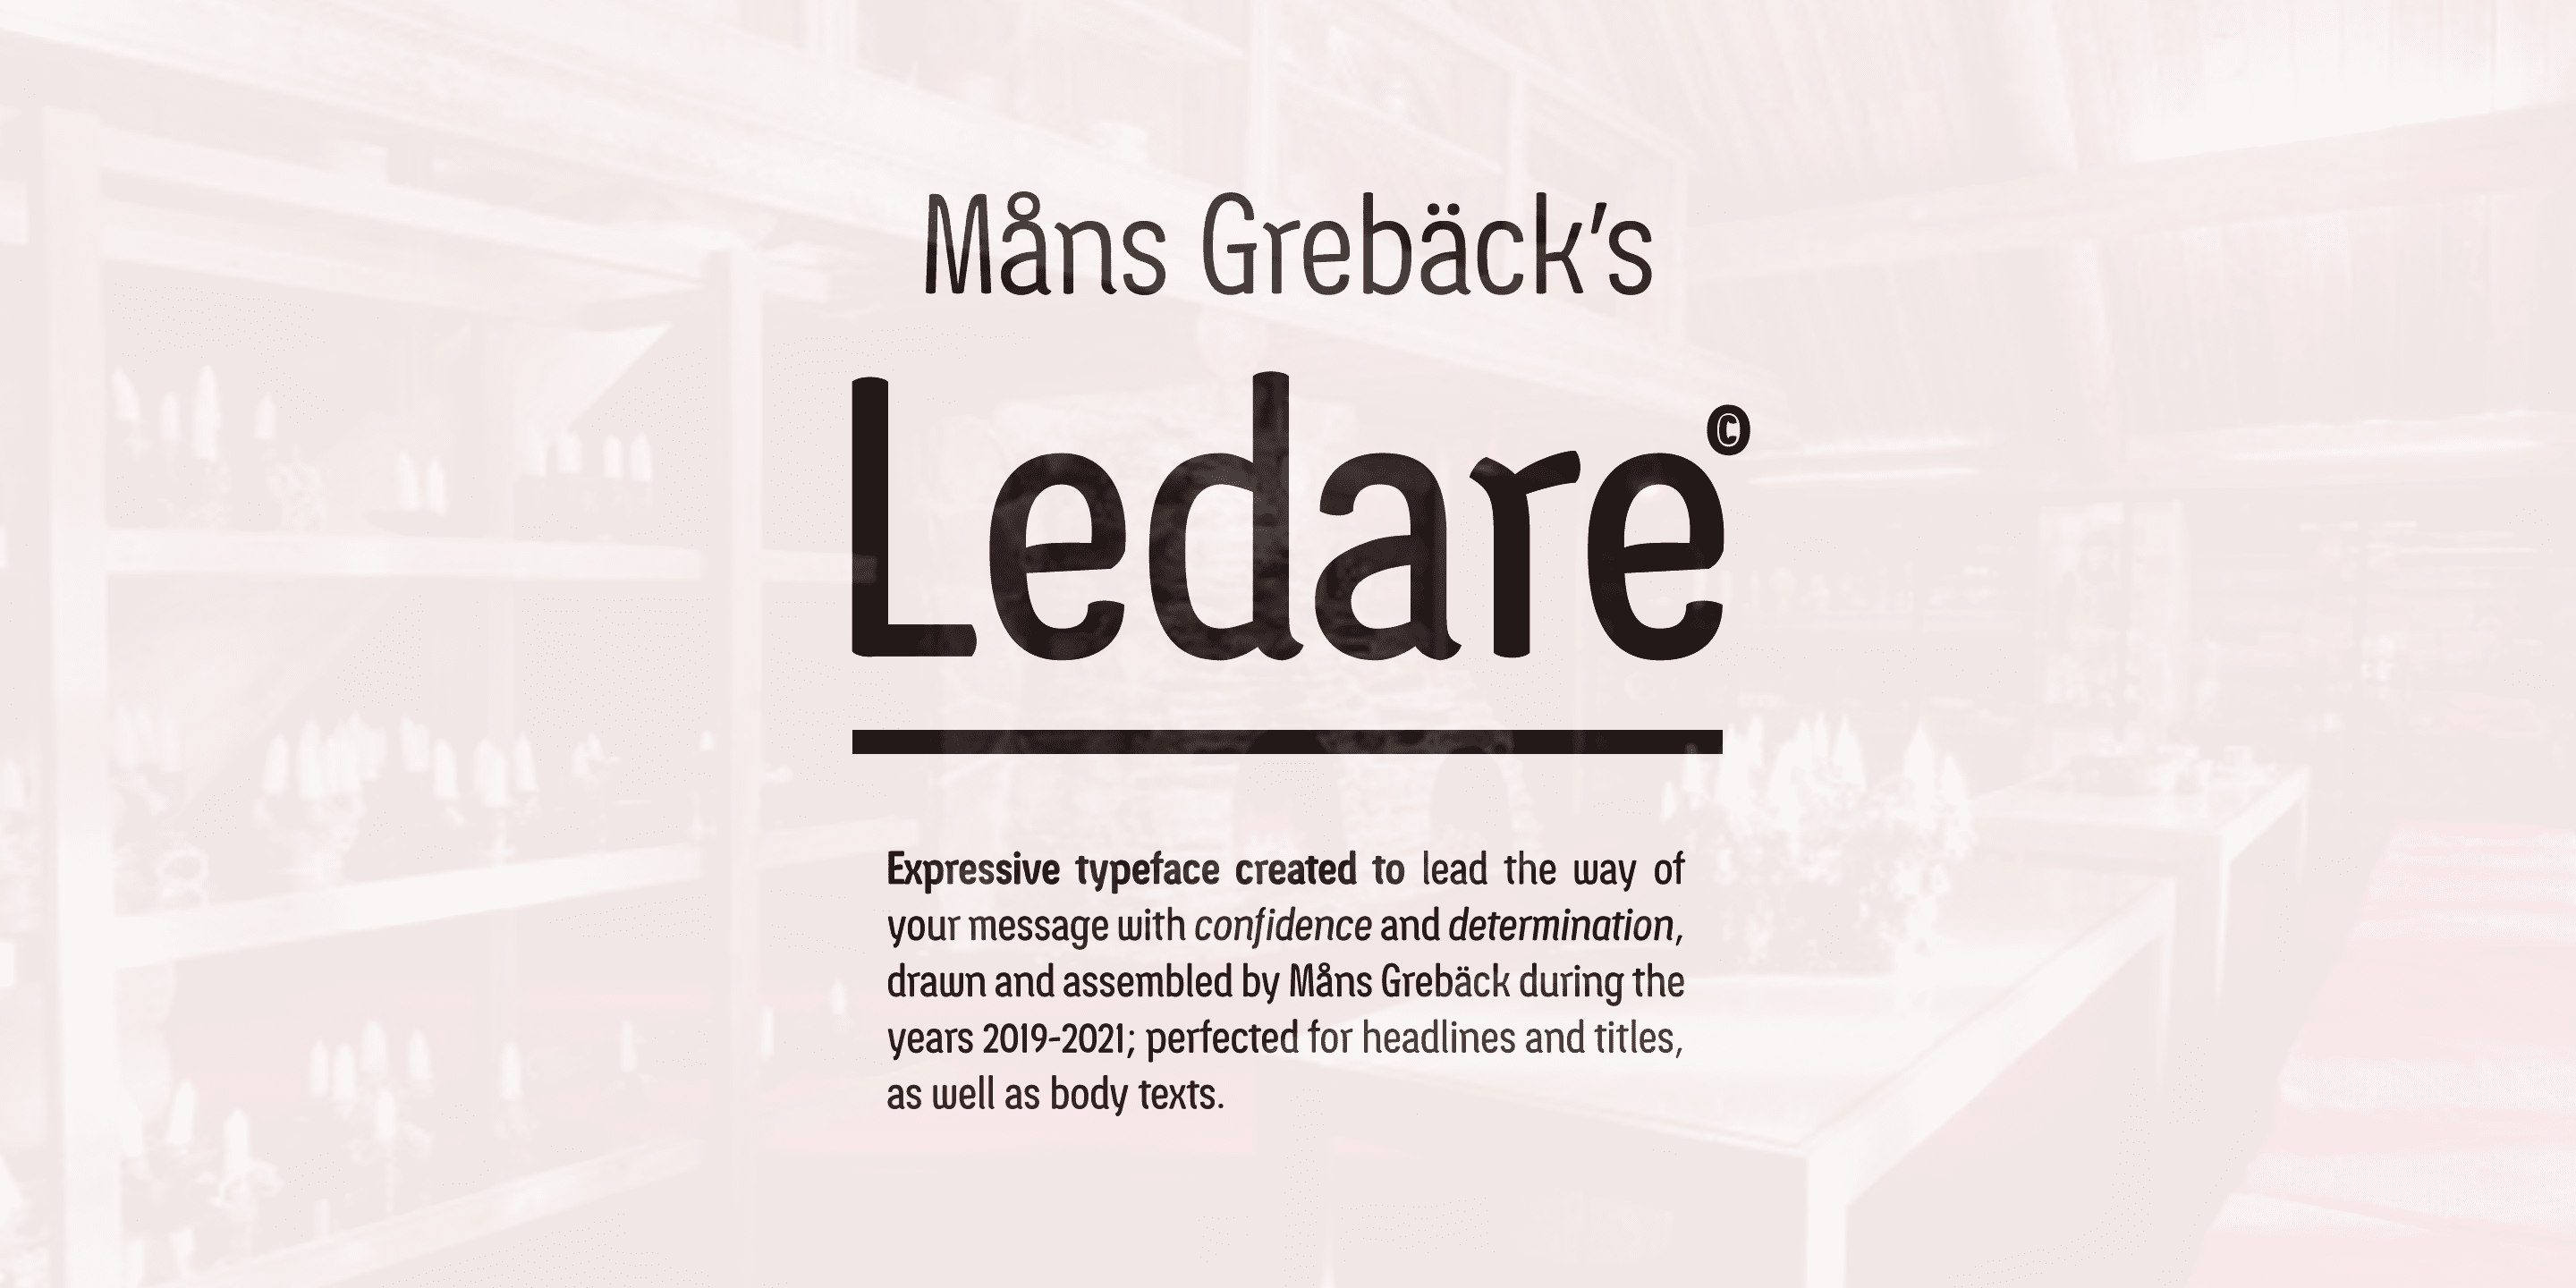 Måns Grebäck’s
Ledare©
Expressive typeface created to lead the way of
your message with confidence and determination,
drawn and assembled by Måns Grebäck during the
years 2019-2021; perfected for headlines and titles,
as well as body texts.